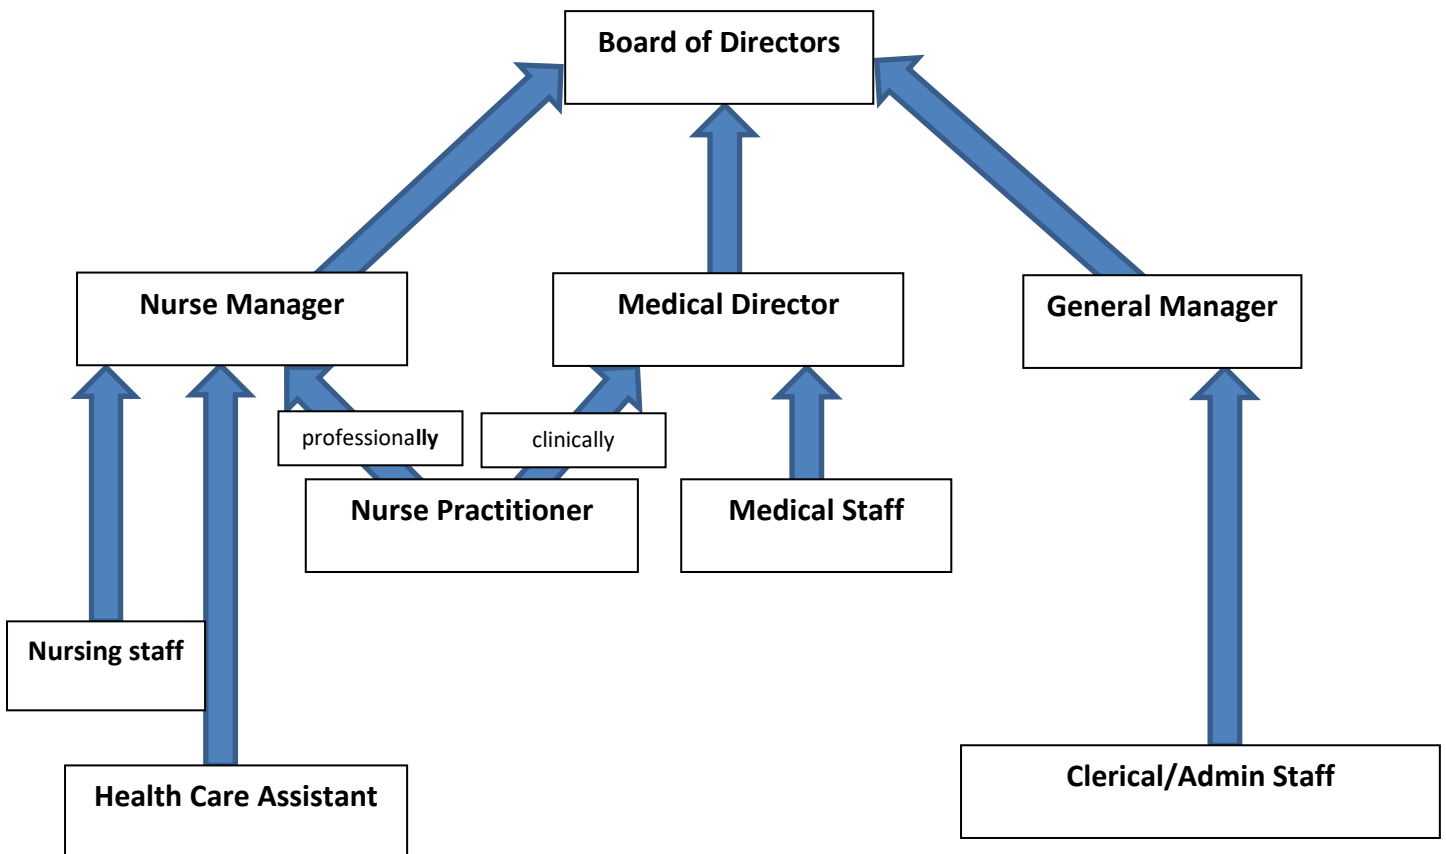 Board of Directors
Nurse Manager
Medical Director
General Manager
professionally
clinically
Nurse Practitioner
Medical Staff
Nursing staff
Health Care Assistant
Clerical/Admin Staff